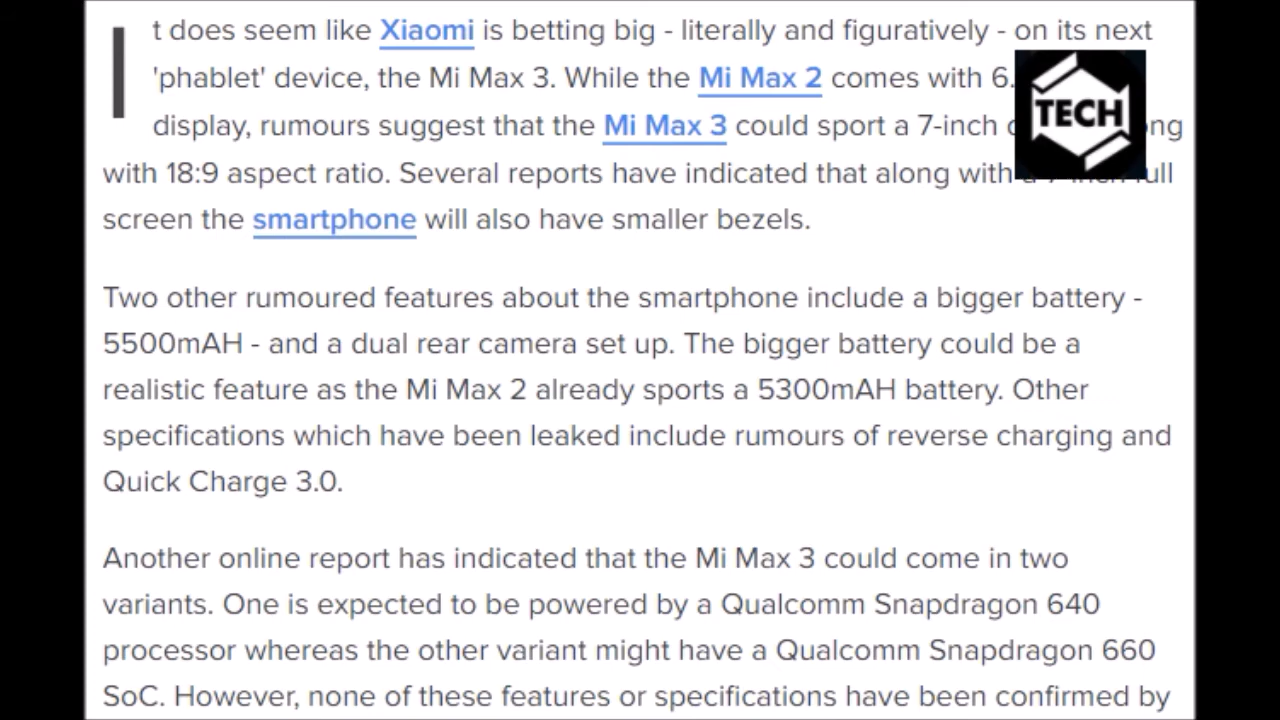 It does seem like Xiaomi is betting big - literally and figuratively - on its next
'phablet' device, the Mi Max 3. While the Mi Max 2 comes with 6.
TECH
display, rumours suggest that the Mi Max 3 could sport a 7-inch
with 18:9 aspect ratio. Several reports have indicated that along with
screen the smartphone will also have smaller bezels.
Two other rumoured features about the smartphone include a bigger battery -
5500mAH - and a dual rear camera set up. The bigger battery could be a
realistic feature as the Mi Max 2 already sports a 5300mAH battery. Other
specifications which have been leaked include rumours of reverse charging and
Quick Charge 3.0.
Another online report has indicated that the Mi Max 3 could come in two
variants. One is expected to be powered by a Qualcomm Snapdragon 640
processor whereas the other variant might have a Qualcomm Snapdragon 660
SoC. However, none of these features or specifications have been confirmed by